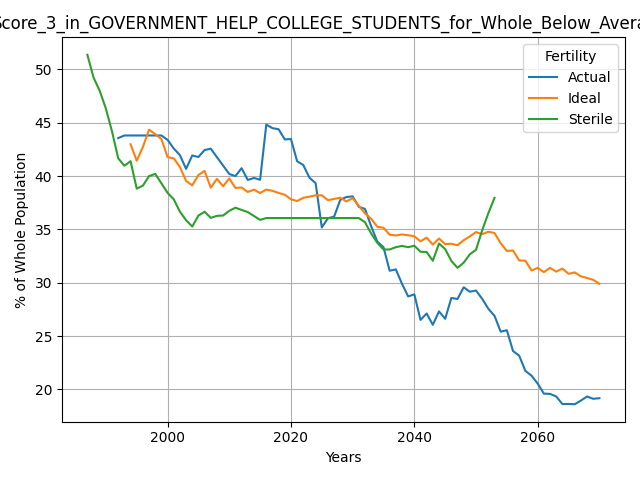 Score_3_in_GOVERNMENT_HELP_COLLEGE_STUDENTS_for_Whole_Below_Avera
Fertility
Actual
Ideal
Sterile
% of Whole Population
50
45
40
35
30
25
20
2000
2020
2040
2060
Years